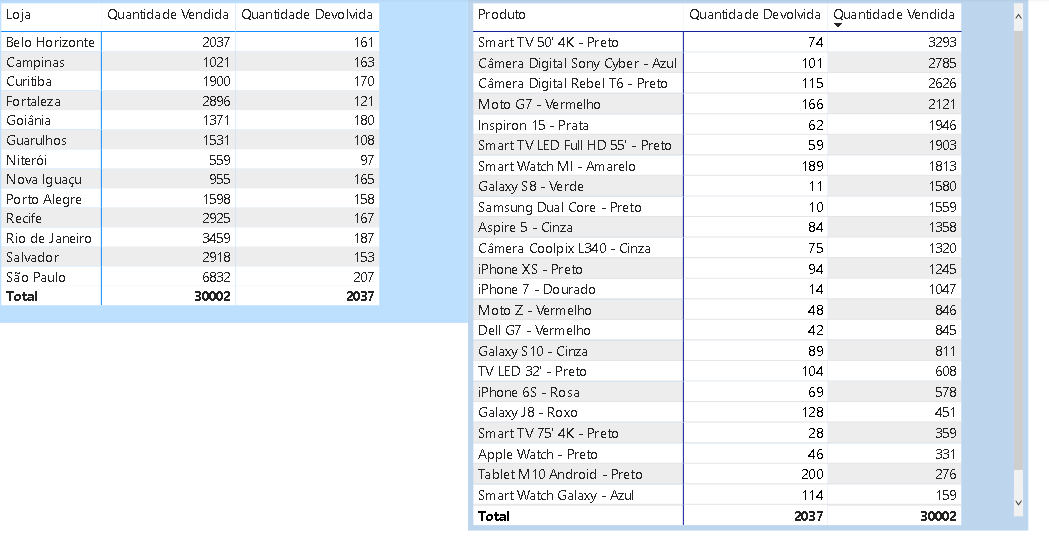 Loja Quantidade Vendida Quantidade Devolvida
Belo Horizonte 2037 161
Campinas 1021 163
Curitiba 1900 170
Fortaleza 2896 121
Goiânia 1371 180
Guarulhos 1531 108
Niterói 559 97
Nova Iguaçu 955 165
Porto Alegre 1598 158
Recife 2925 167
Rio de Janeiro 3459 187
Salvador 2918 153
São Paulo 6832 207
Total 30002 2037
Produto Quantidade Devolvida Quantidade Vendida
Smart TV 50' 4K - Preto 74 3293
Câmera Digital Sony Cyber - Azul 101 2785
Câmera Digital Rebel T6 - Preto 115 2626
Moto G7 - Vermelho 166 2121
Inspiron 15 - Prata 62 1946
Smart TV LED Full HD 55' - Preto 59 1903
Smart Watch MI - Amarelo 189 1813
Galaxy S8 - Verde 11 1580
Samsung Dual Core - Preto 10 1559
Aspire 5 - Cinza 84 1358
Câmera Coolpix L340 - Cinza 75 1320
iPhone XS - Preto 94 1245
iPhone 7 - Dourado 14 1047
Moto Z - Vermelho 48 846
Dell G7 - Vermelho 42 845
Galaxy S10 - Cinza 89 811
TV LED 32' - Preto 104 608
iPhone 6S - Rosa 69 578
Galaxy J8 - Roxo 128 451
Smart TV 75' 4K - Preto 28 359
Apple Watch - Preto 46 331
Tablet M10 Android - Preto 200 276
Smart Watch Galaxy - Azul 114 159
Total 2037 30002